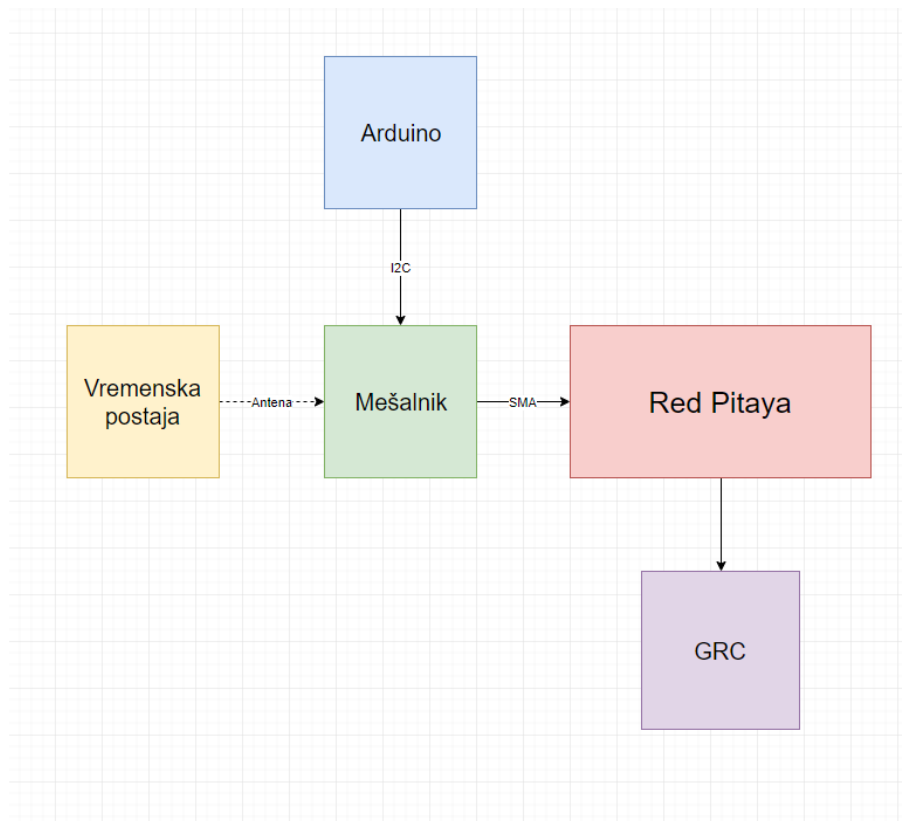 Arduino
I2C
Vremenska
postaja
Antena
Mešalnik
SMA
Red Pitaya
GRC